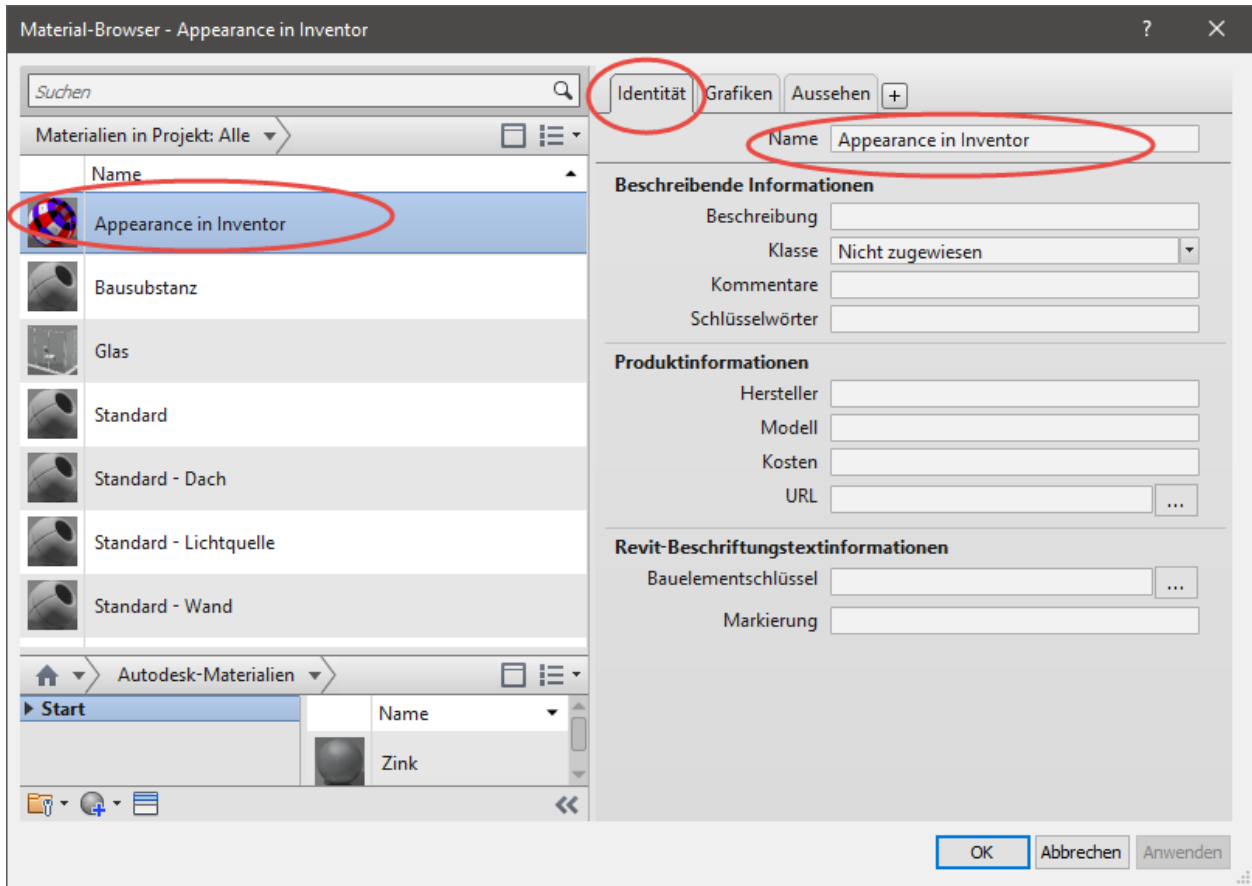 Material-Browser - Appearance in Inventor
?
Suchen
Materialien in Projekt: Alle
Name
Appearance in Inventor
Bausubstanz
Glas
Standard
Standard - Dach
Standard - Lichtquelle
Standard - Wand
Autodesk-Materialien
Start
Name
Zink
Identität Grafiken Aussehen +
Name Appearance in Inventor
Beschreibende Informationen
Beschreibung
Klasse Nicht zugewiesen
Kommentare
Schlüsselwörter
Produktinformationen
Hersteller
Modell
Kosten
URL ...
Revit-Beschriftungstextinformationen
Bauelementschlüssel ...
Markierung
OK Abbrechen Anwenden